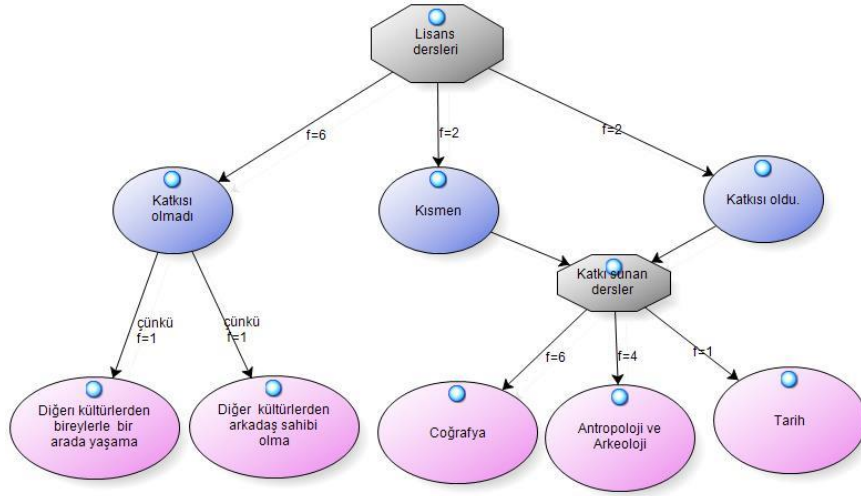 Lisans
dersleri
f=6
f=2
f=2
Katkısı
olmadı
Kısmen
Katkısı oldu.
Katkı sunan
dersler
çünkü
f=1
çünkü
f=1
f=6
f=4
f=1
Diğer kültürlerden
bireylerle bir
arada yaşama
Diğer kültürlerden
arkadaş sahibi
olma
Coğrafya
Antropoloji ve
Arkeoloji
Tarih